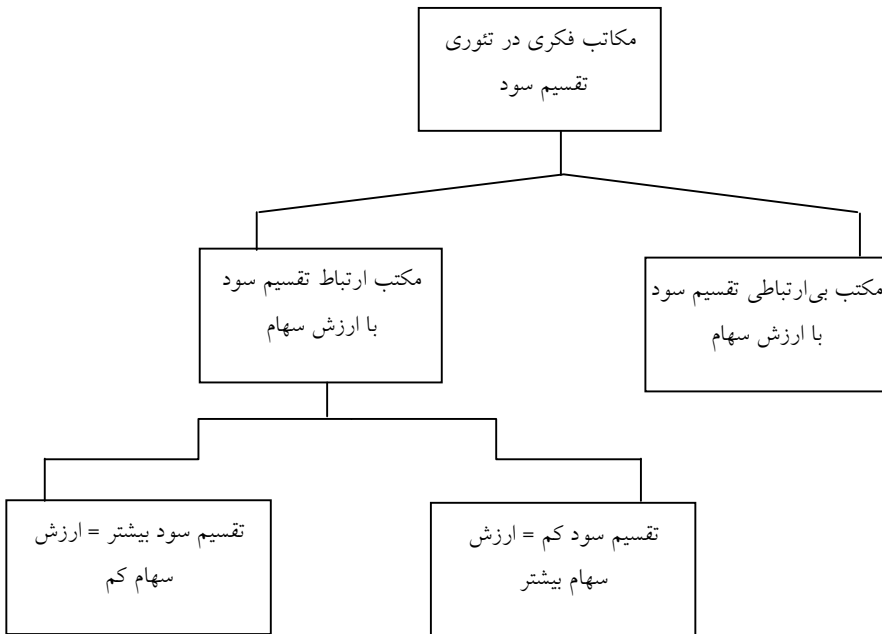 مکاتب فکری در تئوری
تقسیم سود
مکتب بی‌ارتباطی تقسیم سود
با ارزش سهام
مکتب ارتباط تقسیم سود
با ارزش سهام
تقسیم سود کم = ارزش
سهام بیشتر
تقسیم سود بیشتر = ارزش
سهام کم